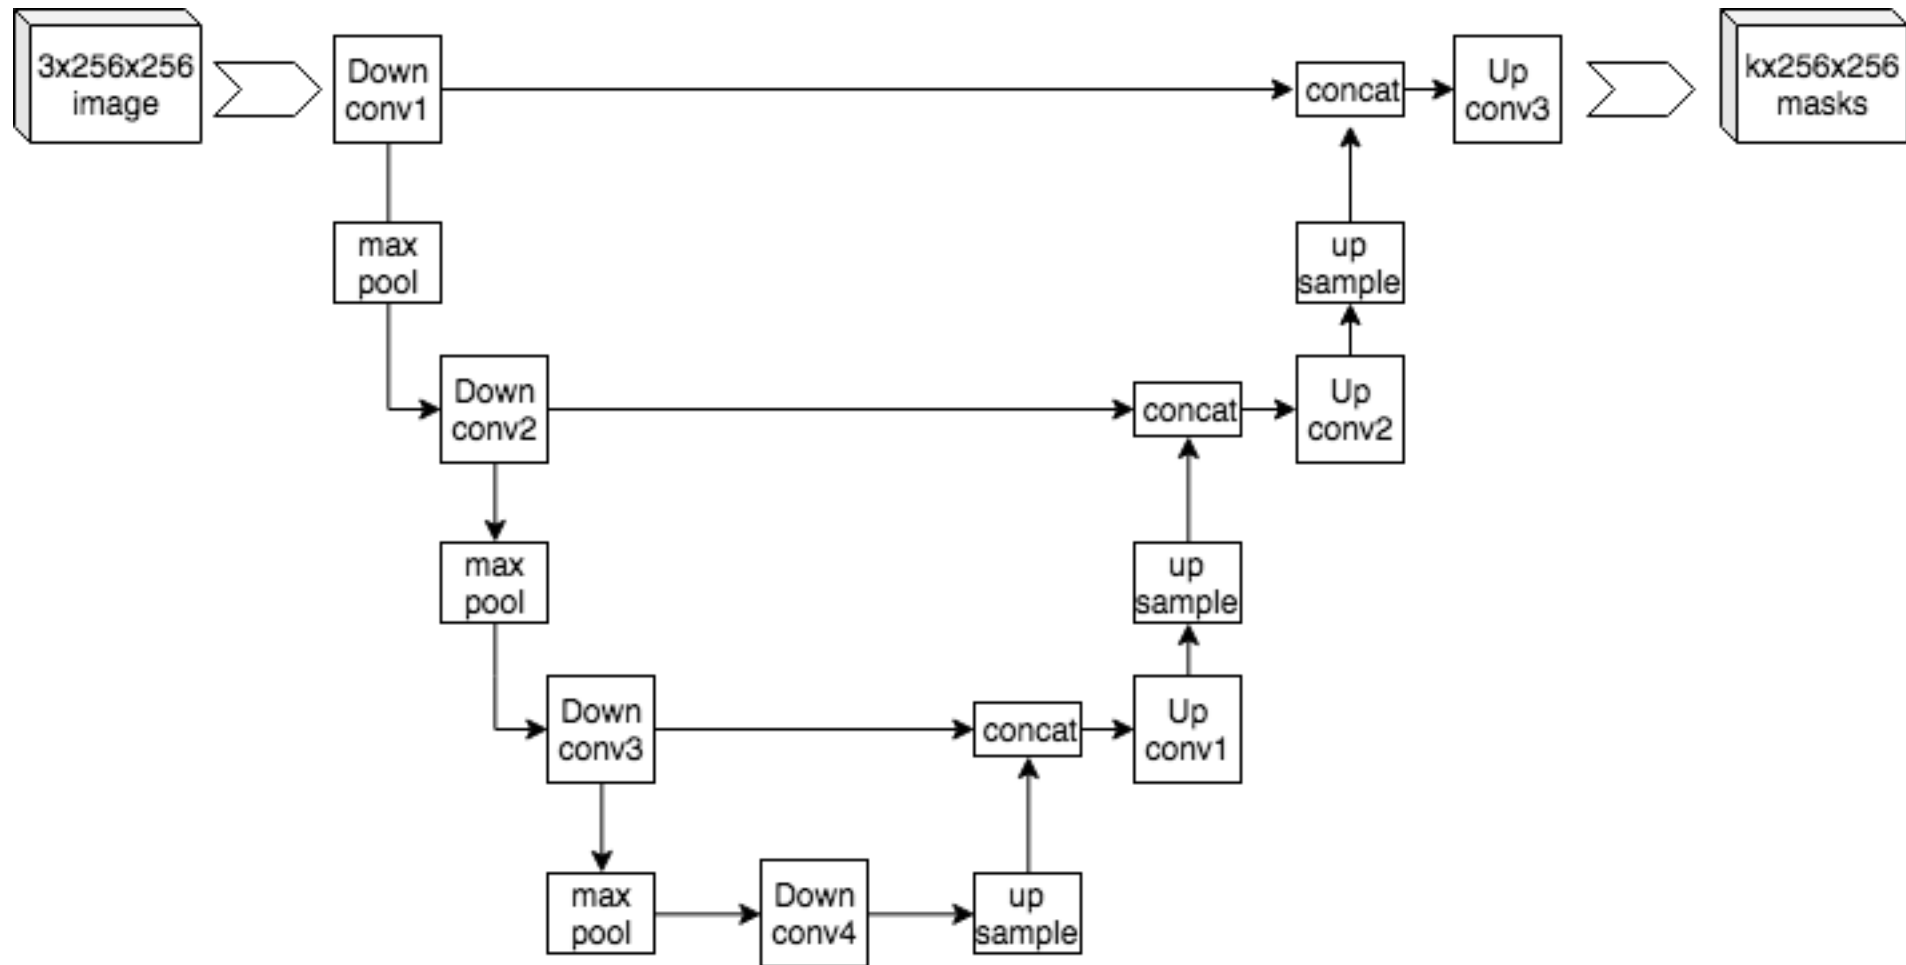 3x256x256
image
Down
conv1
concat
Up
conv3
kx256x256
masks
max
pool
up
sample
Down
conv2
concat
Up
conv2
max
pool
up
sample
Down
conv3
concat
Up
conv1
max
pool
Down
conv4
up
sample